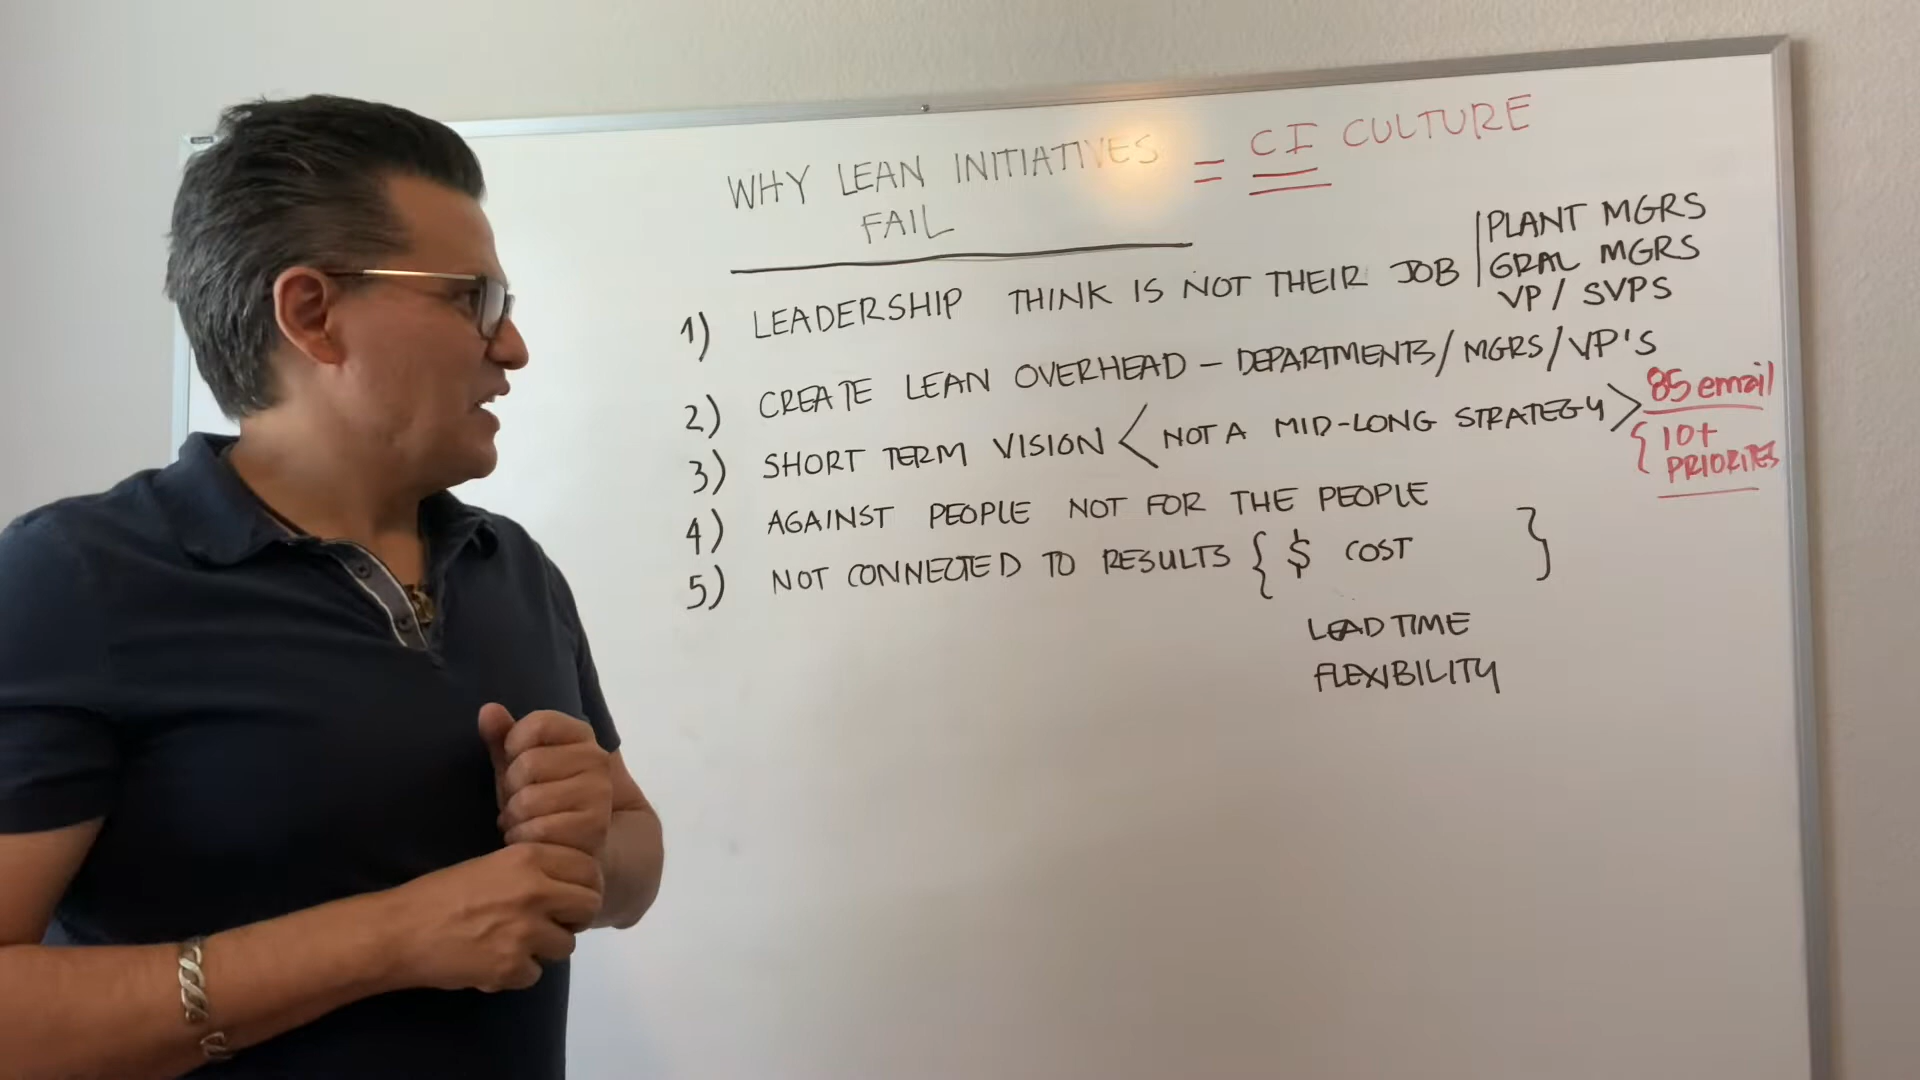 WHY LEAN INITIATIVES = CI CULTURE
FAIL
1) LEADERSHIP THINK IS NOT THEIR JOB
PLANT MGRS
GRAL MGRS
VP / SVPS
2) CREATE LEAN OVERHEAD - DEPARTMENTS/MGRS/VP'S
3) SHORT TERM VISION < NOT A MID-LONG STRATEGY >
85 email
{ 10+
PRIORITES
4) AGAINST PEOPLE NOT FOR THE PEOPLE
5) NOT CONNECTED TO RESULTS { $ COST }
LEAD TIME
FLEXIBILITY